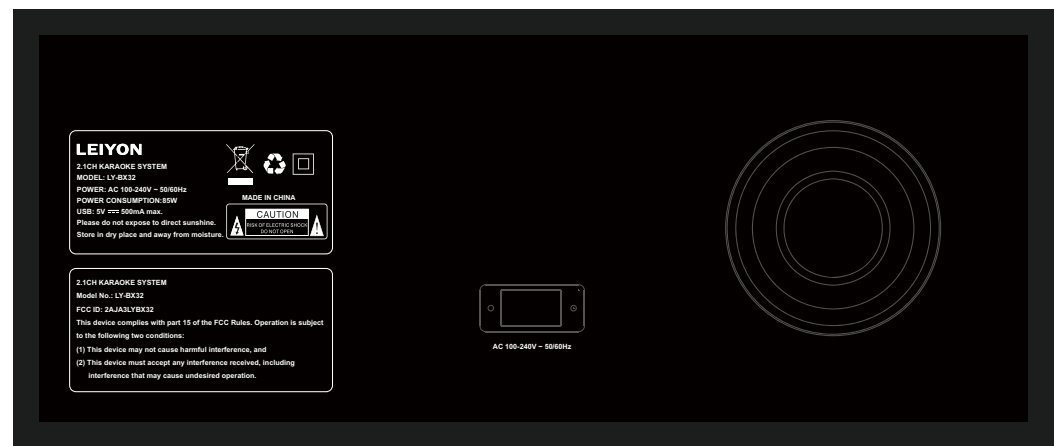 LEIYON
2.1CH KARAOKE SYSTEM
MODEL: LY-BX32
POWER: AC 100-240V ~ 50/60Hz
POWER CONSUMPTION:85W
USB: 5V ⎓ 500mA max.
Please do not expose to direct sunshine.
Store in dry place and away from moisture.
MADE IN CHINA
CAUTION
RISK OF ELECTRIC SHOCK
DO NOT OPEN
2.1CH KARAOKE SYSTEM
Model No.: LY-BX32
FCC ID: 2AJA3LYBX32
This device complies with part 15 of the FCC Rules. Operation is subject
to the following two conditions:
(1) This device may not cause harmful interference, and
(2) This device must accept any interference received, including
interference that may cause undesired operation.
AC 100-240V ~ 50/60Hz